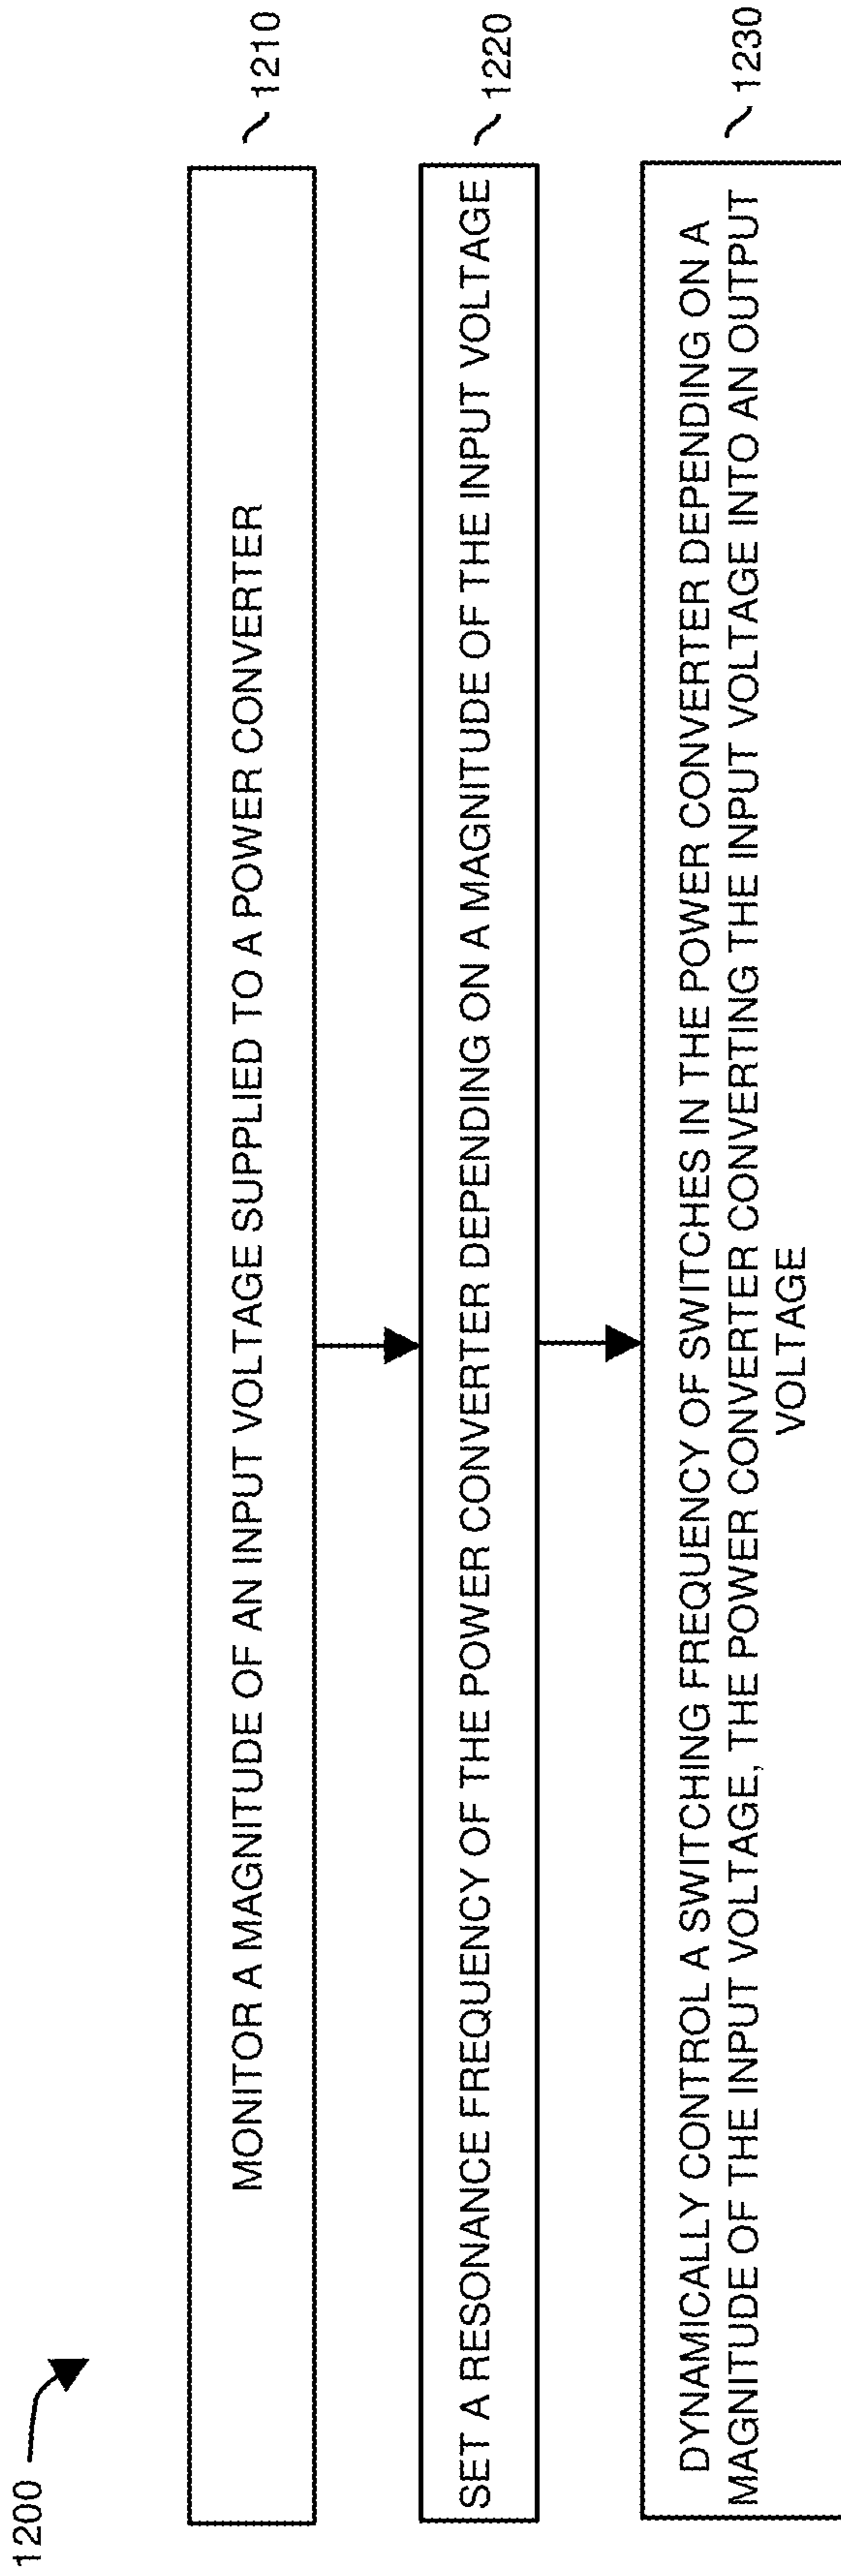 1200
MONITOR A MAGNITUDE OF AN INPUT VOLTAGE SUPPLIED TO A POWER CONVERTER
1210
SET A RESONANCE FREQUENCY OF THE POWER CONVERTER DEPENDING ON A MAGNITUDE OF THE INPUT VOLTAGE
1220
DYNAMICALLY CONTROL A SWITCHING FREQUENCY OF SWITCHES IN THE POWER CONVERTER DEPENDING ON A
MAGNITUDE OF THE INPUT VOLTAGE, THE POWER CONVERTER CONVERTING THE INPUT VOLTAGE INTO AN OUTPUT
VOLTAGE
1230